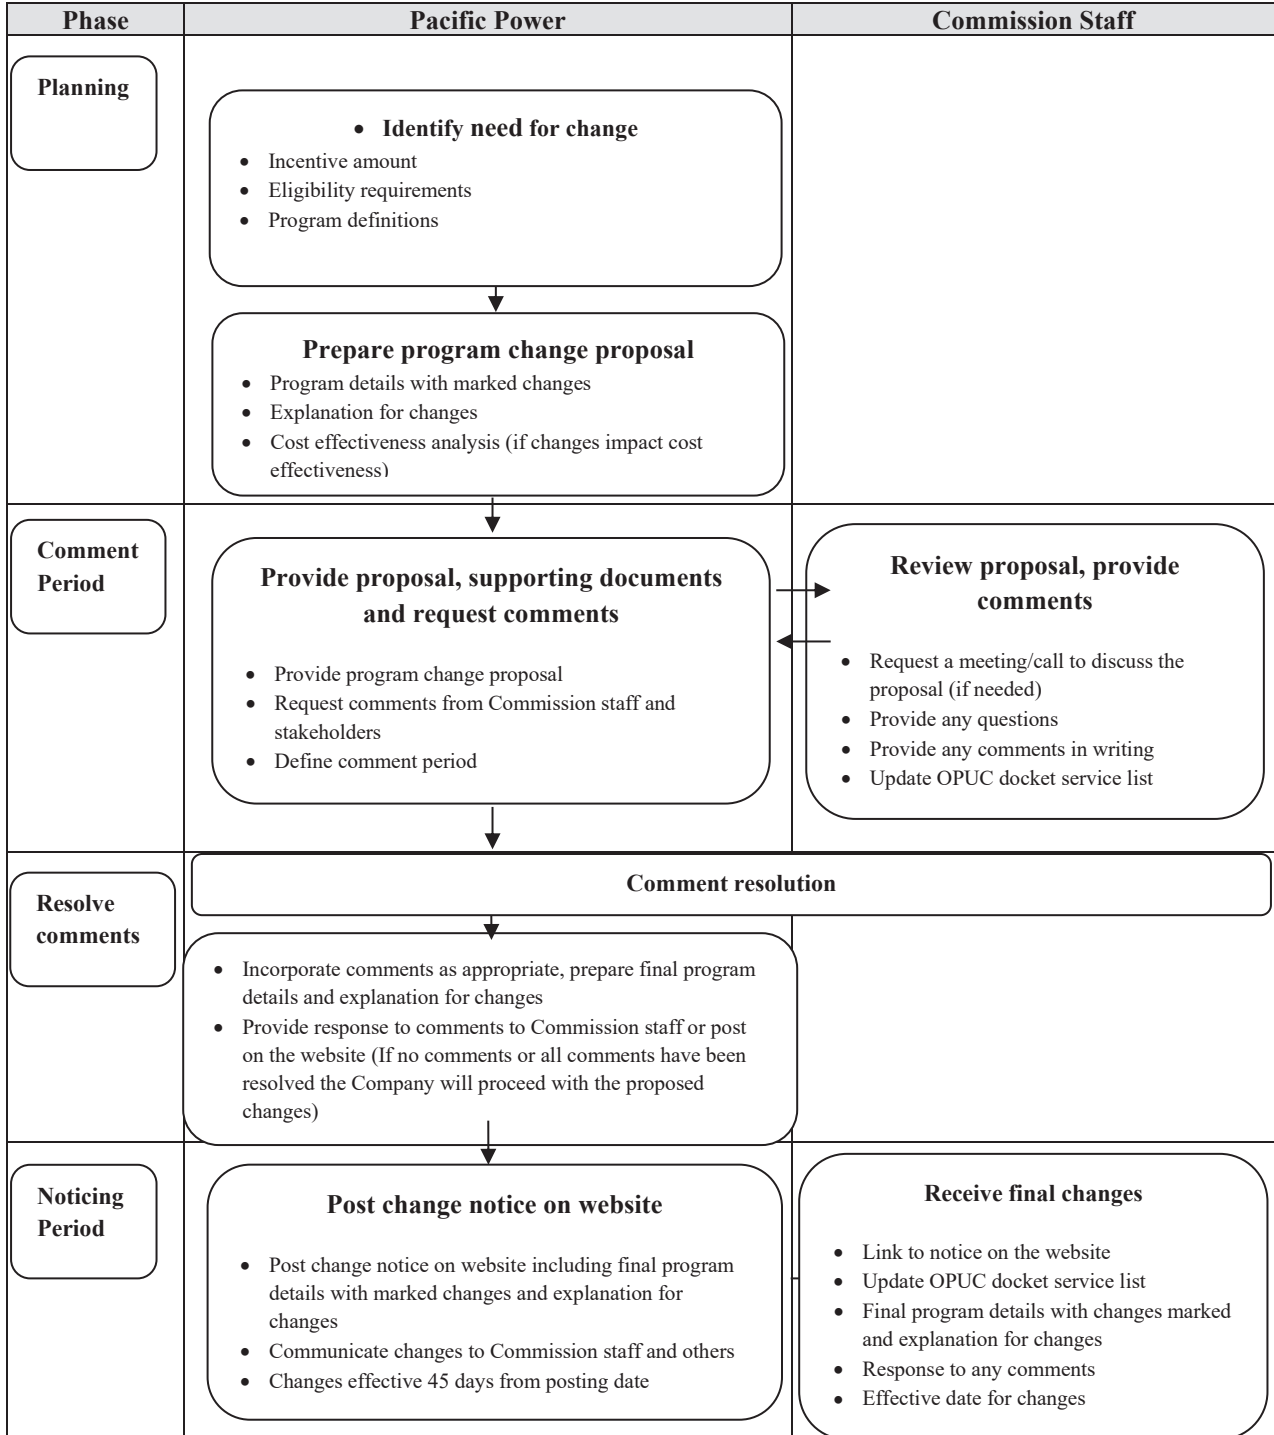 Phase
Pacific Power
Commission Staff
Planning
• Identify need for change
• Incentive amount
• Eligibility requirements
• Program definitions
Prepare program change proposal
• Program details with marked changes
• Explanation for changes
• Cost effectiveness analysis (if changes impact cost
effectiveness)
Comment
Period
Provide proposal, supporting documents
and request comments
• Provide program change proposal
• Request comments from Commission staff and
stakeholders
• Define comment period
Review proposal, provide
comments
• Request a meeting/call to discuss the
proposal (if needed)
• Provide any questions
• Provide any comments in writing
• Update OPUC docket service list
Resolve
comments
Comment resolution
• Incorporate comments as appropriate, prepare final program
details and explanation for changes
• Provide response to comments to Commission staff or post
on the website (If no comments or all comments have been
resolved the Company will proceed with the proposed
changes)
Noticing
Period
Post change notice on website
• Post change notice on website including final program
details with marked changes and explanation for
changes
• Communicate changes to Commission staff and others
• Changes effective 45 days from posting date
Receive final changes
• Link to notice on the website
• Update OPUC docket service list
• Final program details with changes marked
and explanation for changes
• Response to any comments
• Effective date for changes